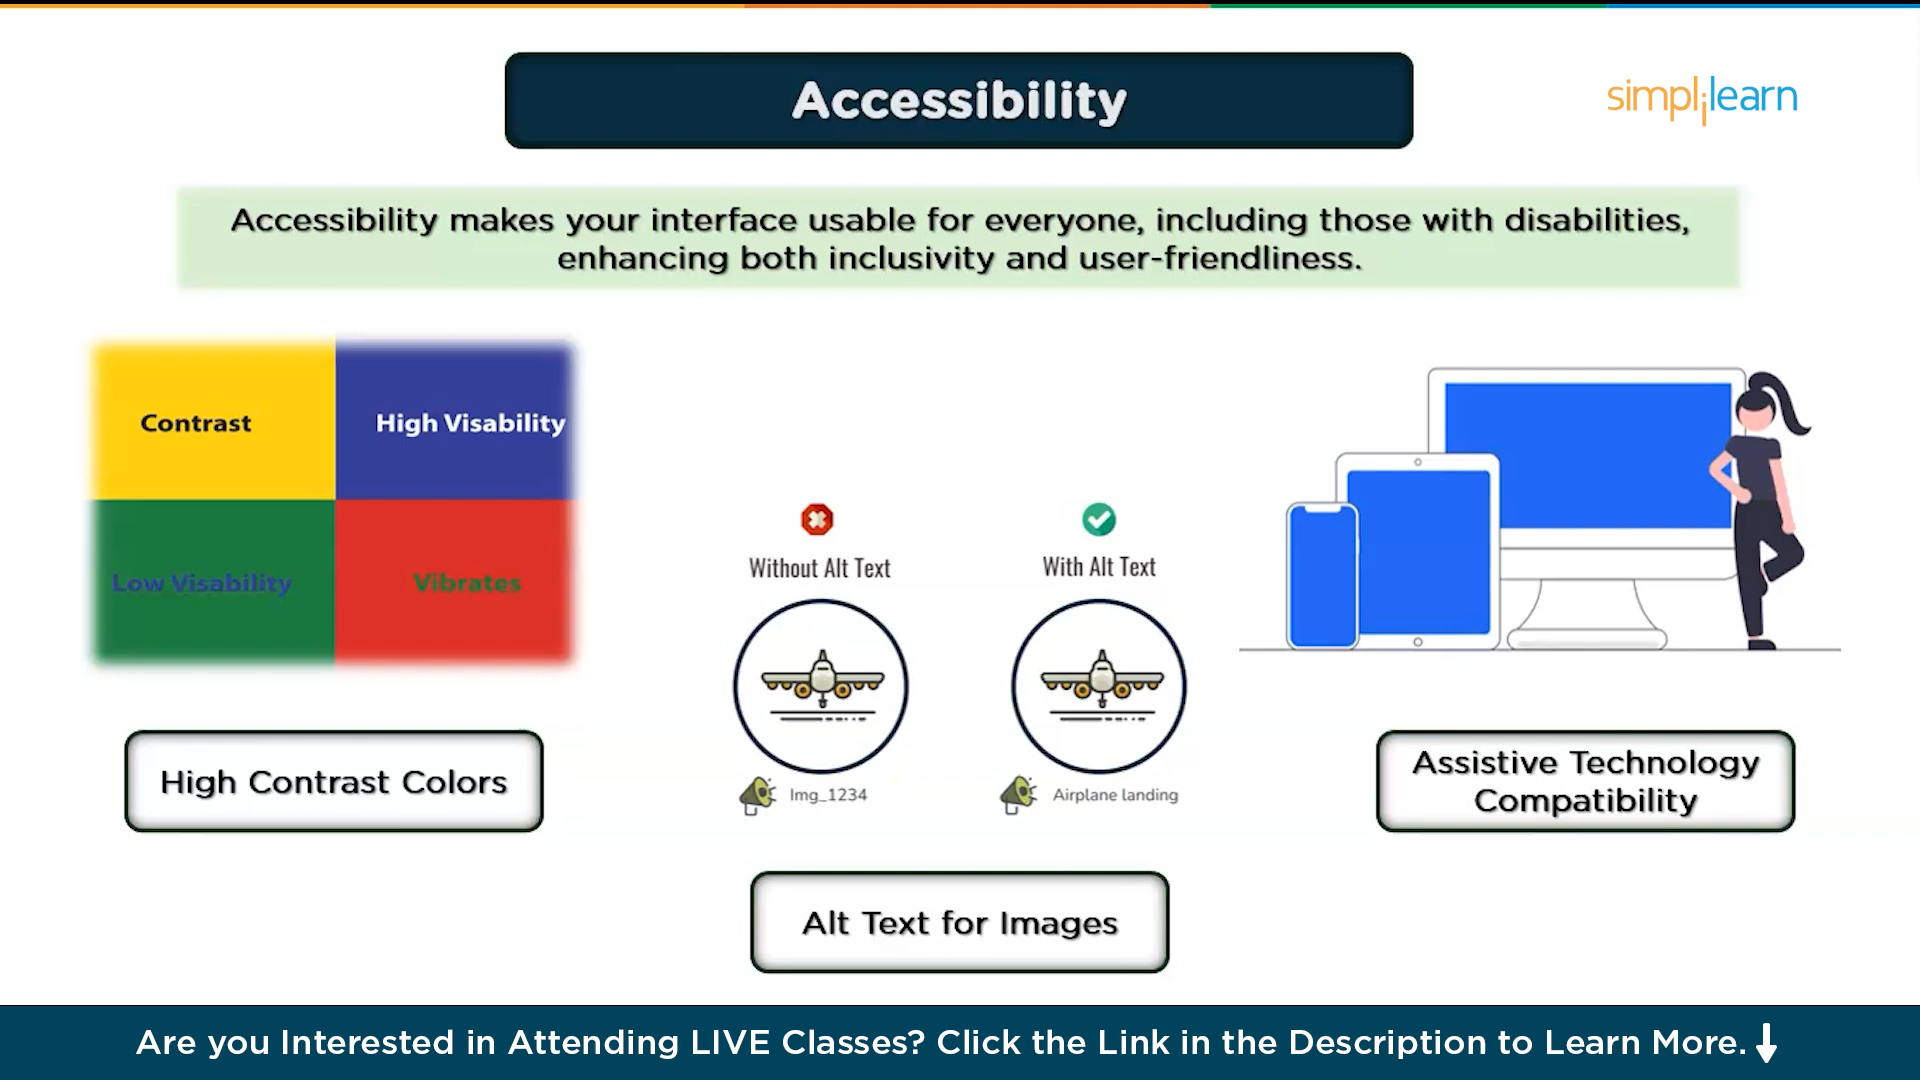 Accessibility
simplilearn
Accessibility makes your interface usable for everyone, including those with disabilities,
enhancing both inclusivity and user-friendliness.
Contrast
High Visability
Low Visability
Vibrates
High Contrast Colors
Without Alt Text
With Alt Text
Img_1234
Airplane landing
Alt Text for Images
Assistive Technology
Compatibility
Are you Interested in Attending LIVE Classes? Click the Link in the Description to Learn More.